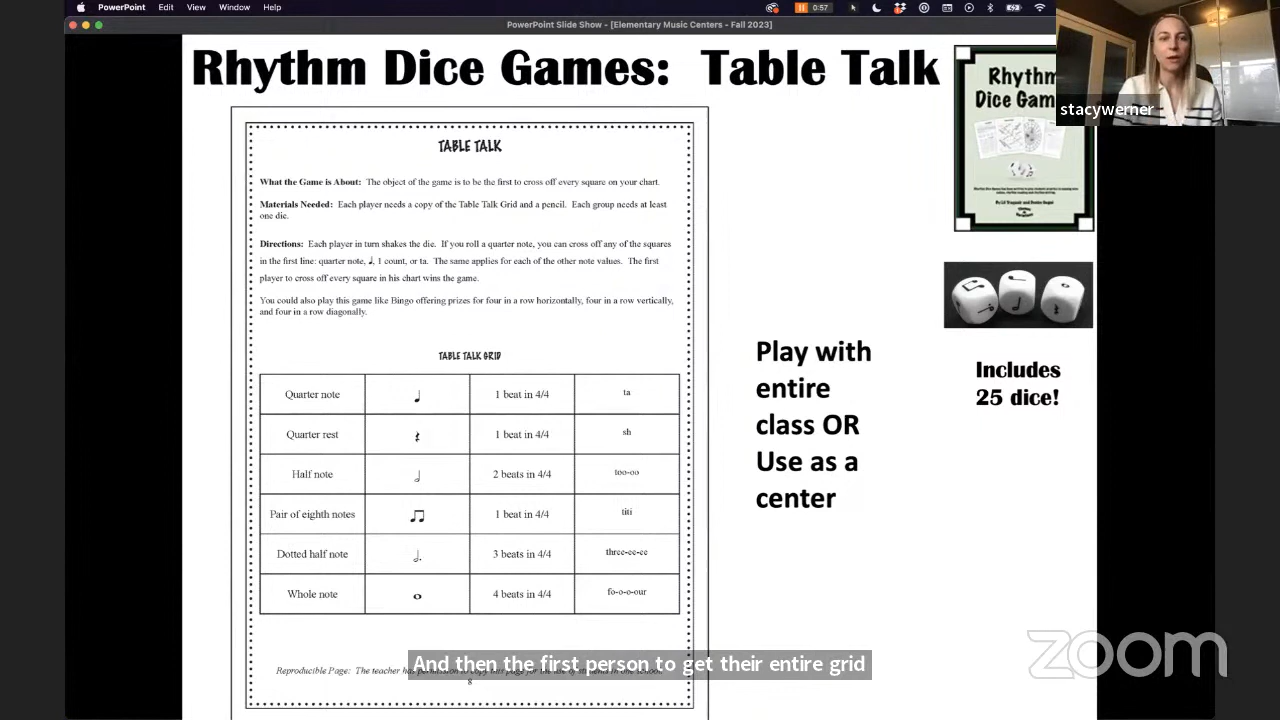 PowerPoint File Edit View Window Help 0:57
PowerPoint Slide Show - [Elementary Music Centers - Fall 2023]
Rhythm Dice Games: Table Talk
stacywerner
Rhythm
Dice Gam
TABLE TALK
What the Game is About: The object of the game is to be the first to cross off every square on your chart.
Materials Needed: Each player needs a copy of the Table Talk Grid and a pencil. Each group needs at least
one die.
Directions: Each player in turn shakes the die. If you roll a quarter note, you can cross off any of the squares
in the first line: quarter note, ♩, 1 count, or ta. The same applies for each of the other note values. The first
player to cross off every square in his chart wins the game.
You could also play this game like Bingo offering prizes for four in a row horizontally, four in a row vertically,
and four in a row diagonally.
TABLE TALK GRID
Quarter note 1 beat in 4/4 ta
Quarter rest 1 beat in 4/4 sh
Half note 2 beats in 4/4 too-oo
Pair of eighth notes 1 beat in 4/4 titi
Dotted half note 3 beats in 4/4 three-ee-ee
Whole note 4 beats in 4/4 fo-o-o-our
Play with
entire
class OR
Use as a
center
Includes
25 dice!
Reproducible Page: The teacher
8
And then the first person to get their entire grid
zoom